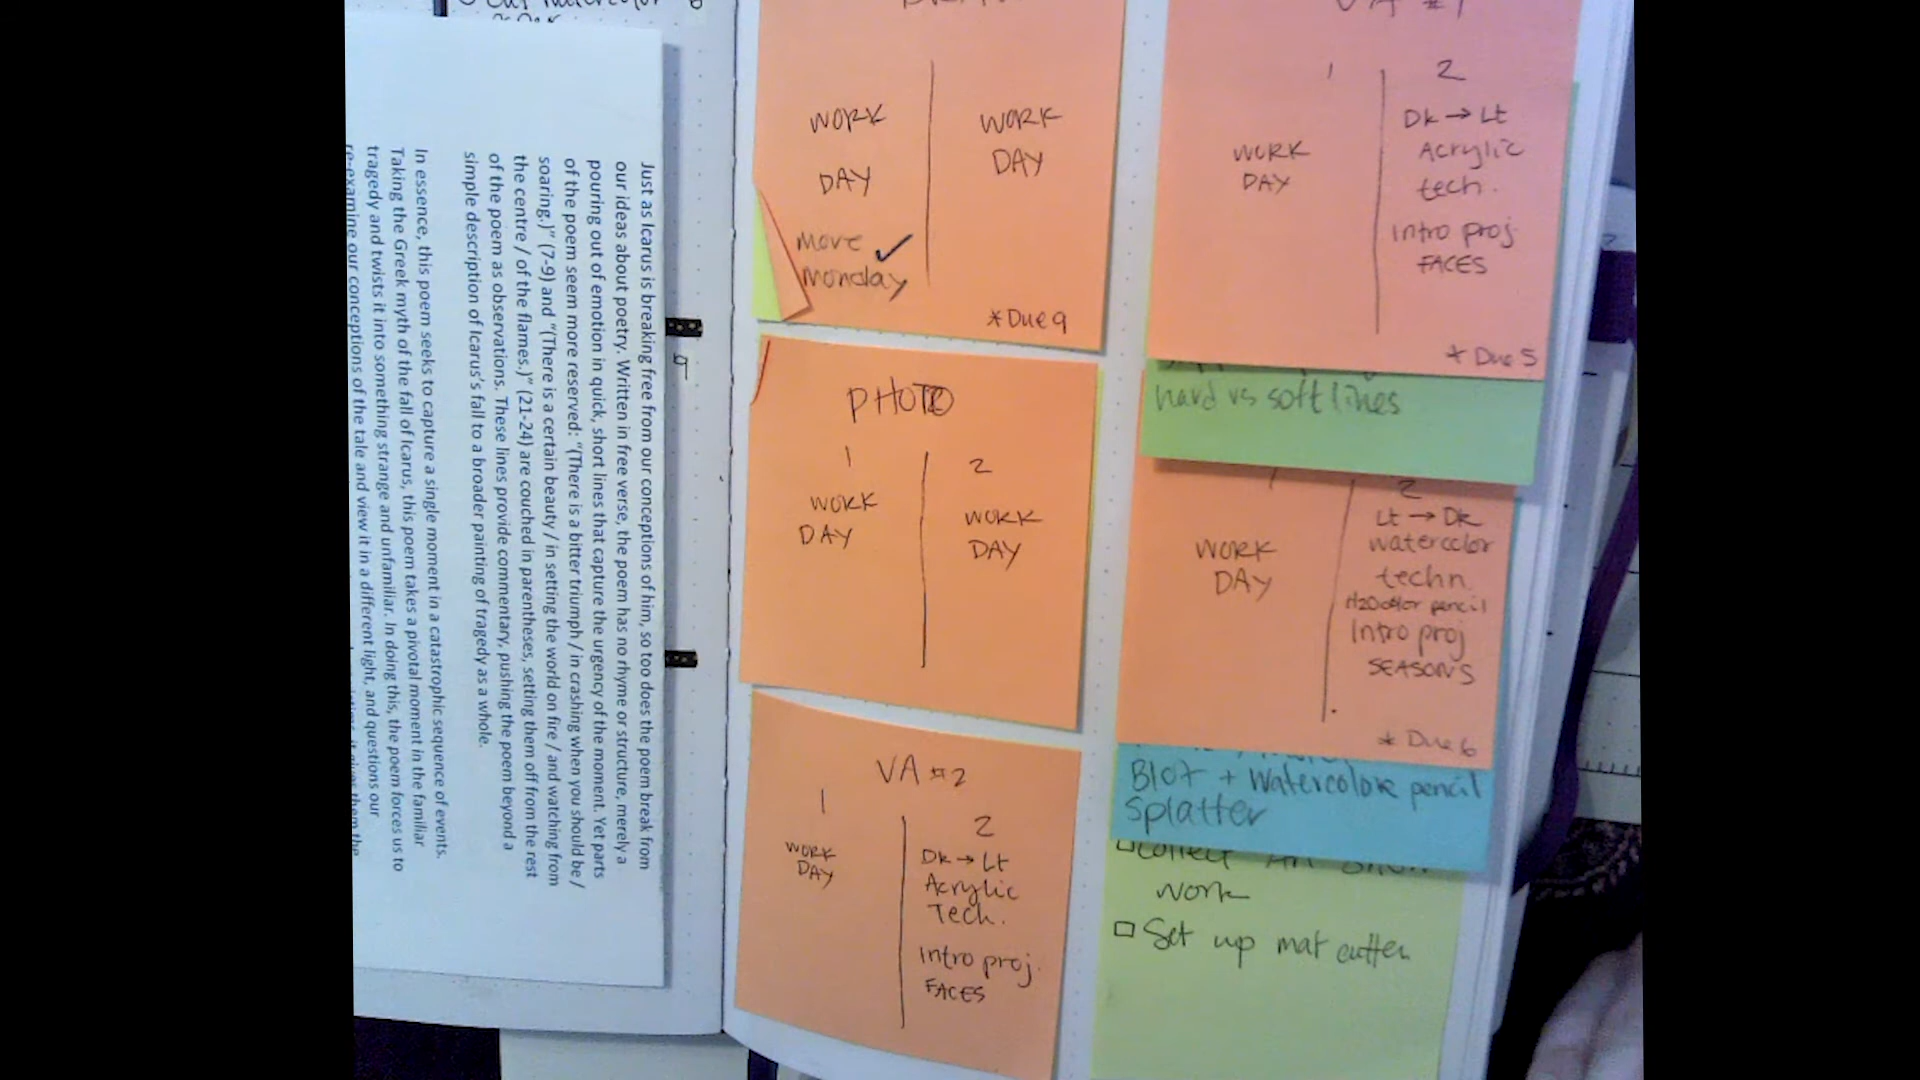 Just as Icarus is breaking free from our conceptions of him, so too does the poem break from
our ideas about poetry. Written in free verse, the poem has no rhyme or structure, merely a
pouring out of emotion in quick, short lines that capture the urgency of the moment. Yet parts
of the poem seem more reserved: "(There is a bitter triumph / in crashing when you should be /
soaring.)" (7-9) and "(There is a certain beauty / in setting the world on fire / and watching from
the centre / of the flames.)" (21-24) are couched in parentheses, setting them off from the rest
of the poem as observations. These lines provide commentary, pushing the poem beyond a
simple description of Icarus's fall to a broader painting of tragedy as a whole.
In essence, this poem seeks to capture a single moment in a catastrophic sequence of events.
Taking the Greek myth of the fall of Icarus, this poem takes a pivotal moment in the familiar
tragedy and twists it into something strange and unfamiliar. In doing this, the poem forces us to
re-examine our conceptions of the tale and view it in a different light, and questions our
9
WORK
DAY
Move ✓
Monday
WORK
DAY
*Due 9
PHOTO
1
WORK
DAY
2
WORK
DAY
VA #2
1
WORK
DAY
2
Dk → Lt
Acrylic
Tech.
Intro proj.
FACES
VA #1
1
WORK
DAY
2
Dk → Lt
Acrylic
tech.
Intro proj
FACES
* Due 5
hard vs soft lines
1
WORK
DAY
2
Lt → Dk
watercolor
techn.
H2Ocolor pencil
Intro proj
SEASONS
* Due 6
Blot + watercolor pencil
Splatter
Collect Art Show
work
□ Set up mat cutter